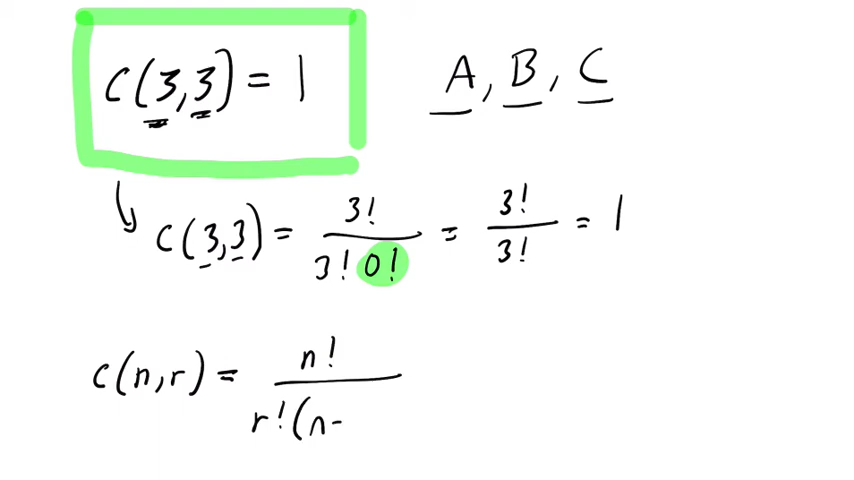 C(3,3) = 1 A, B, C
C(3,3) = 3!/3!0! = 3!/3! = 1
C(n,r) = n!/r!(n-